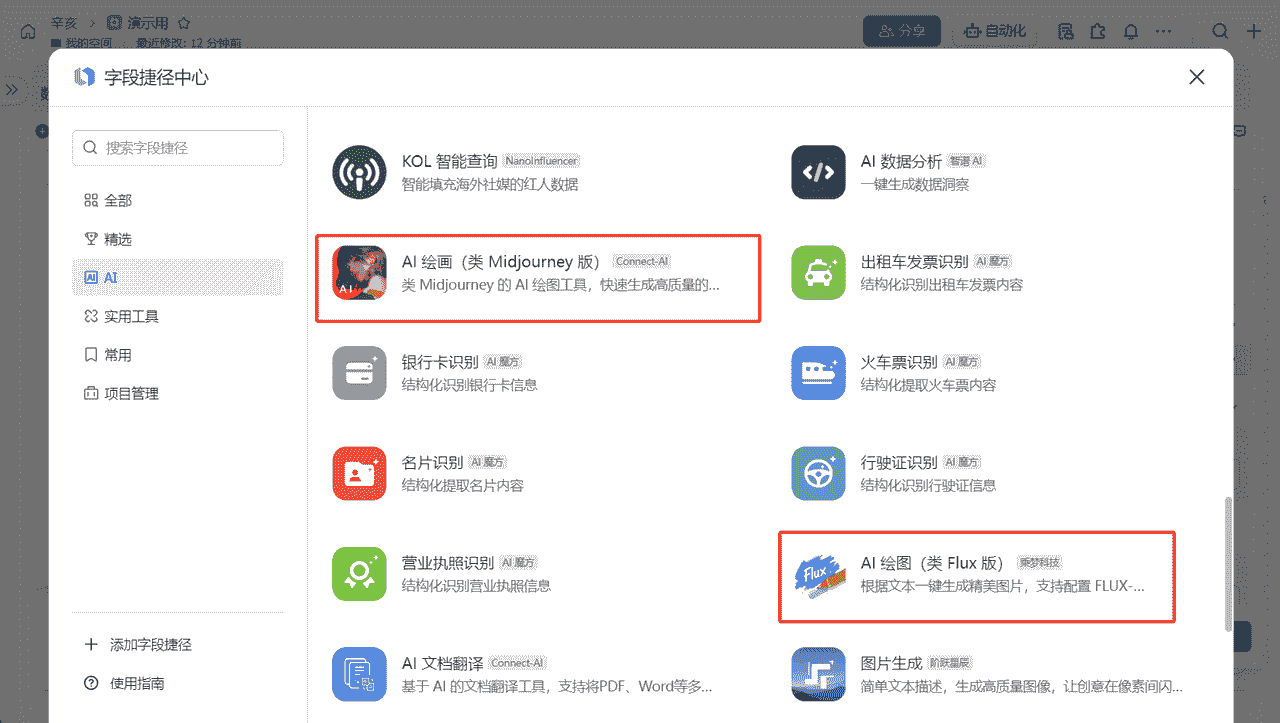 辛亥 > 演示用
我的空间 最近修改: 12 分钟前
分享
自动化
字段捷径中心
搜索字段捷径
全部
精选
AI
实用工具
常用
项目管理
添加字段捷径
使用指南
KOL 智能查询 NanoInfluencer
智能填充海外社媒的红人数据
AI 数据分析 智谱 AI
一键生成数据洞察
AI
AI 绘画（类 Midjourney 版） Connect-AI
类 Midjourney 的 AI 绘图工具，快速生成高质量的...
出租车发票识别 AI 魔方
结构化识别出租车发票内容
银行卡识别 AI 魔方
结构化识别银行卡信息
火车票识别 AI 魔方
结构化提取火车票内容
名片识别 AI 魔方
结构化提取名片内容
行驶证识别 AI 魔方
结构化识别行驶证信息
营业执照识别 AI 魔方
结构化识别营业执照信息
Flux
AI 绘图（类 Flux 版） 乘梦科技
根据文本一键生成精美图片，支持配置 FLUX-...
AI 文档翻译 Connect-AI
基于 AI 的文档翻译工具，支持将PDF、Word等多...
图片生成 阶跃星辰
简单文本描述，生成高质量图像，让创意在像素间闪...